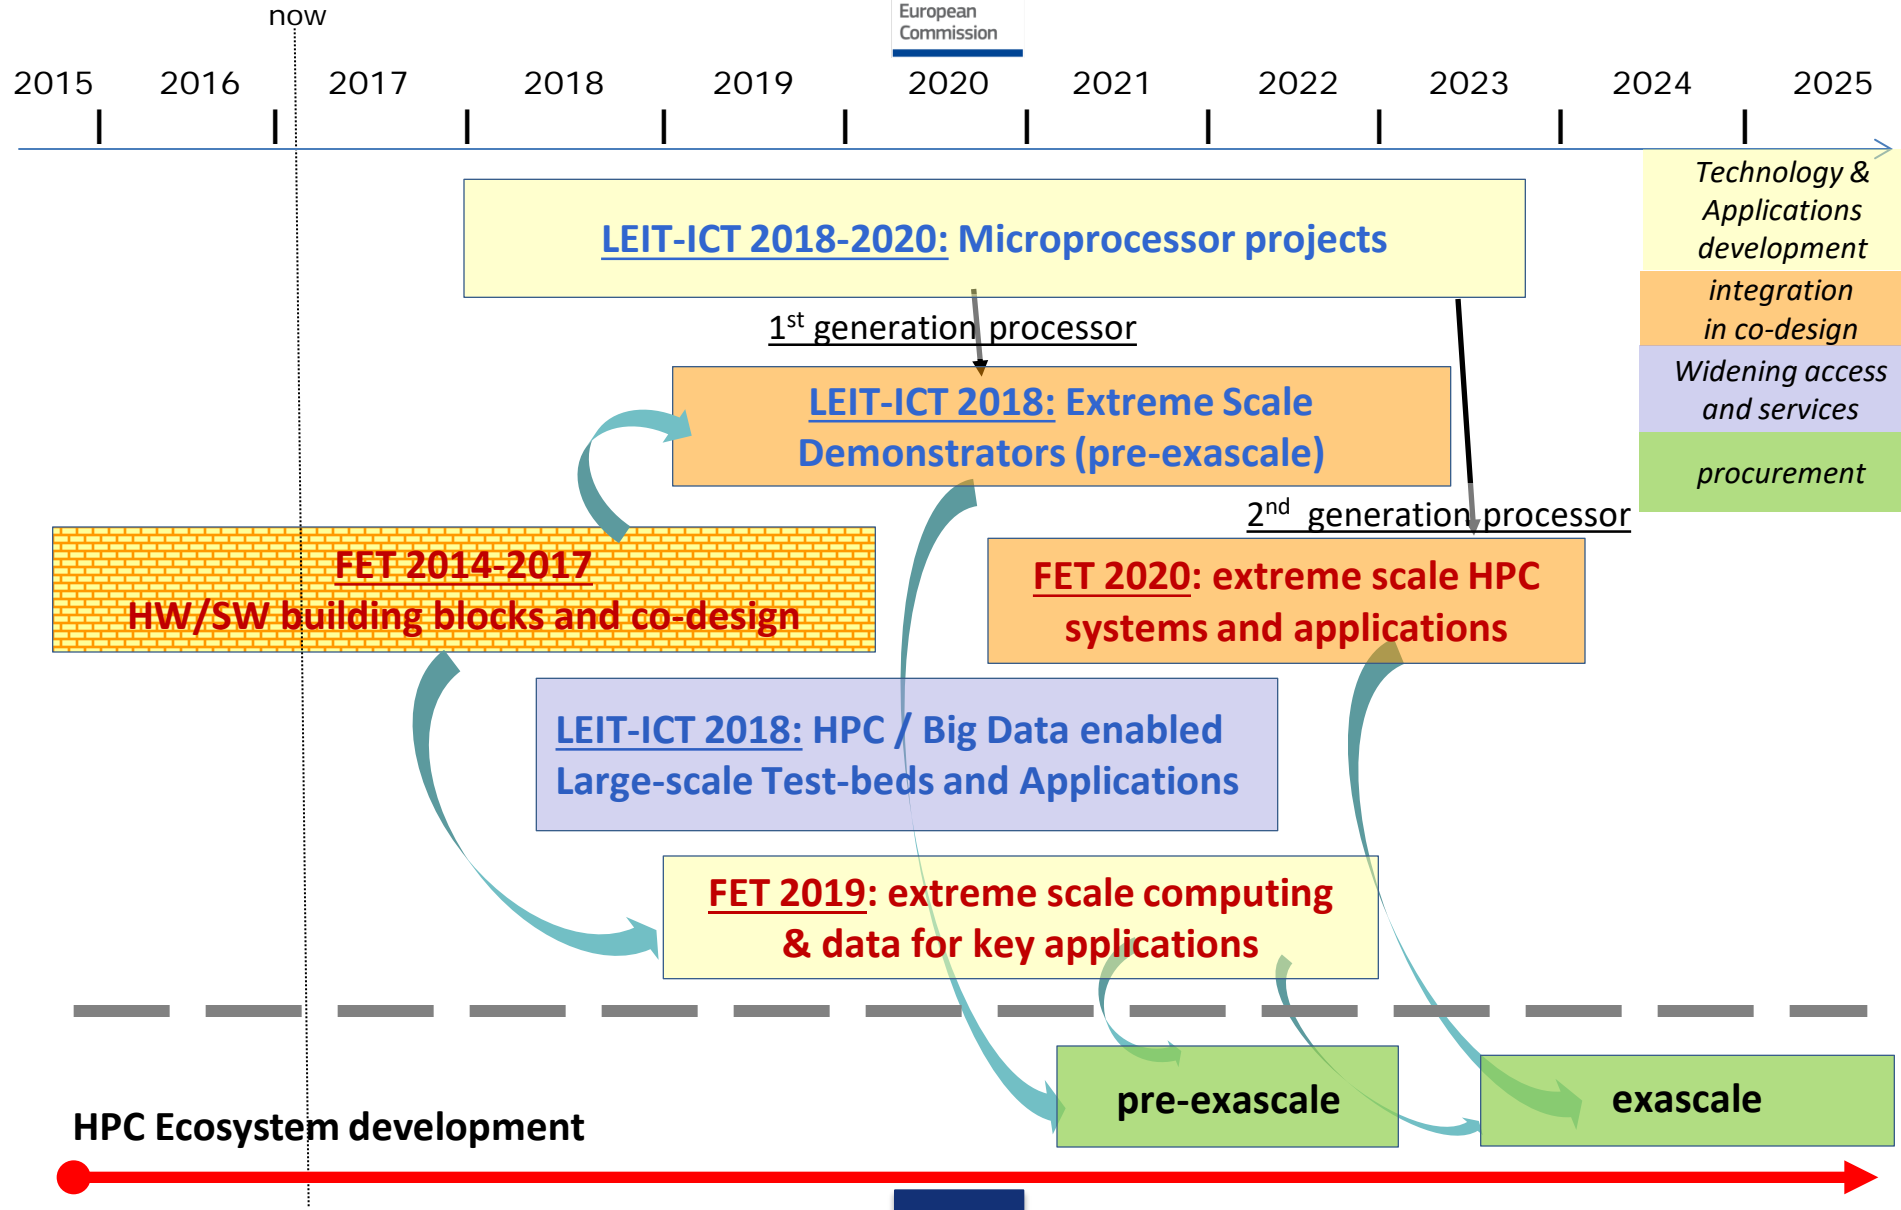 now
European
Commission
2015 2016 2017 2018 2019 2020 2021 2022 2023 2024 2025
Technology &
Applications
development
integration
in co-design
Widening access
and services
procurement
LEIT-ICT 2018-2020: Microprocessor projects
1st generation processor
LEIT-ICT 2018: Extreme Scale
Demonstrators (pre-exascale)
2nd generation processor
FET 2014-2017
HW/SW building blocks and co-design
FET 2020: extreme scale HPC
systems and applications
LEIT-ICT 2018: HPC / Big Data enabled
Large-scale Test-beds and Applications
FET 2019: extreme scale computing
& data for key applications
pre-exascale
exascale
HPC Ecosystem development